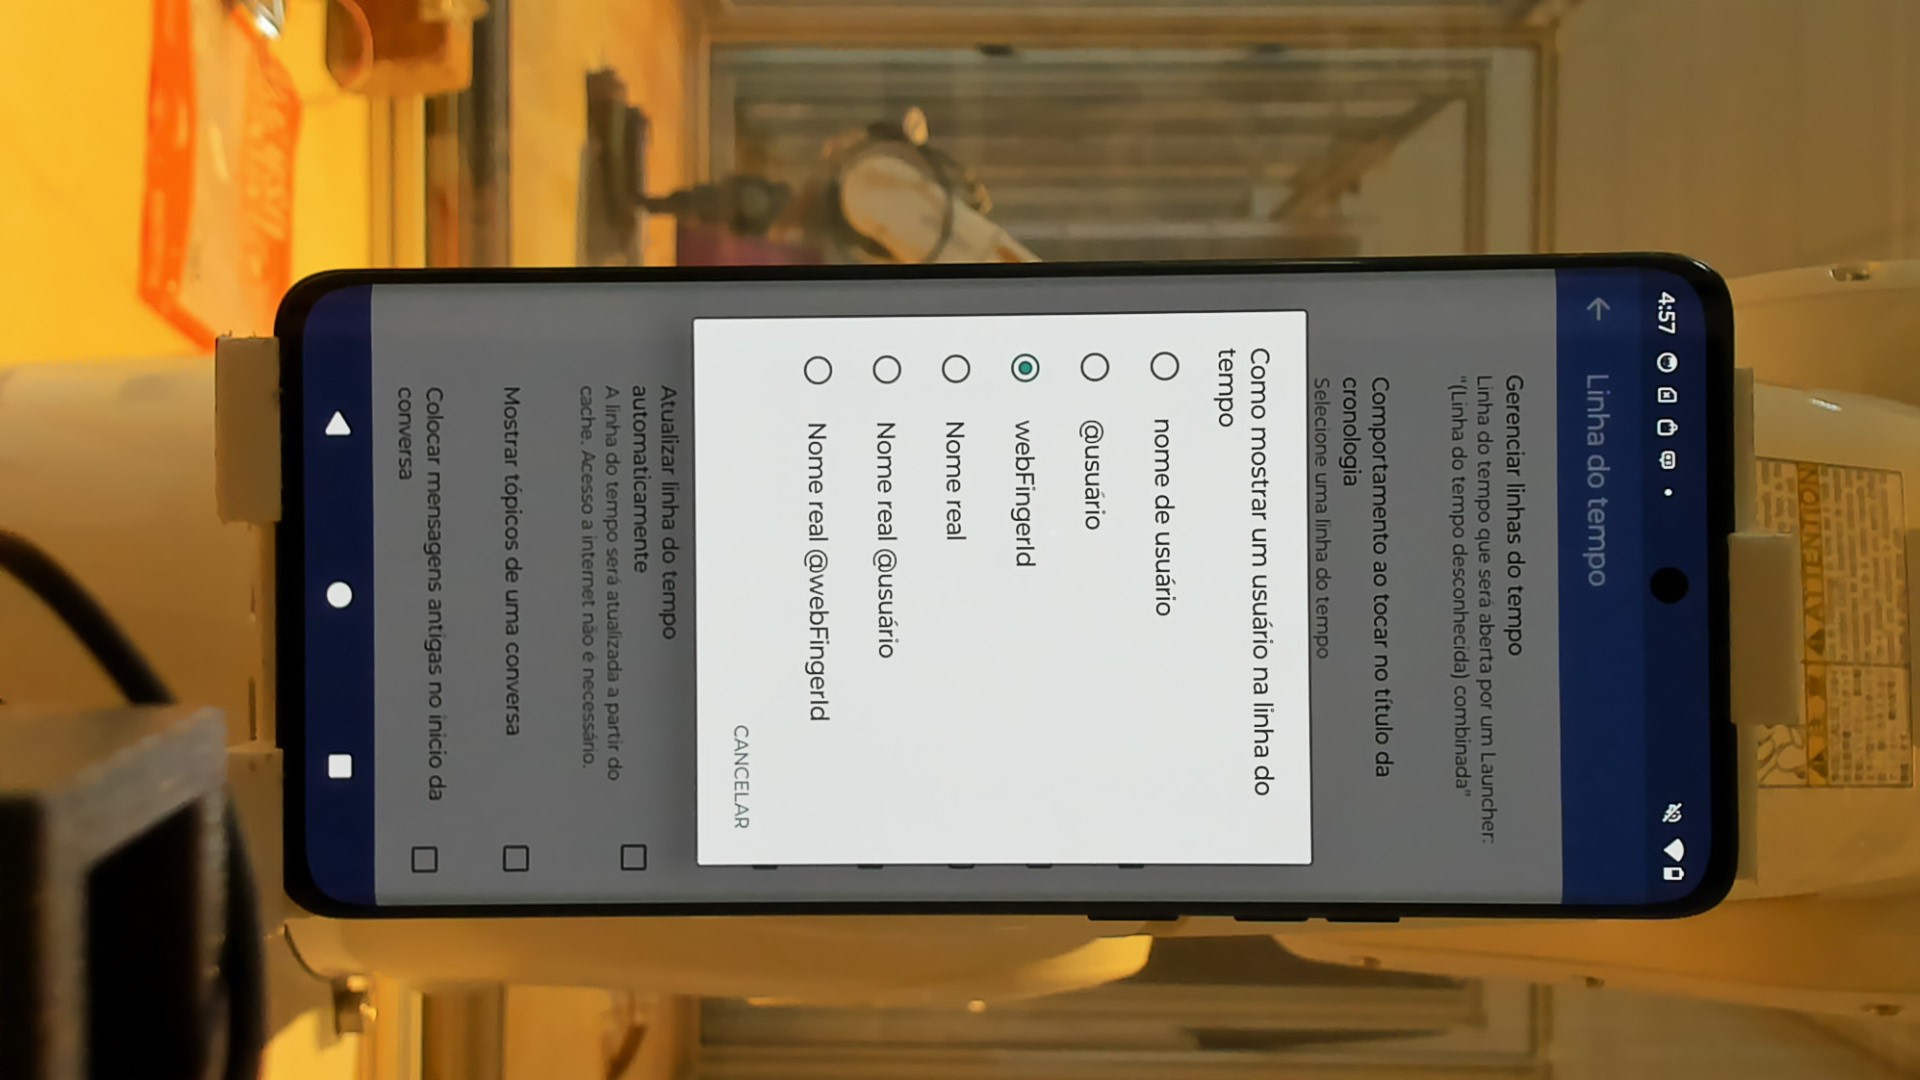 4:57
Linha do tempo
Gerenciar linhas do tempo
Linha do tempo que será aberta por um Launcher:
"(Linha do tempo desconhecida) combinada"
Comportamento ao tocar no título da
cronologia
Selecione uma linha do tempo
Como mostrar um usuário na linha do
tempo
nome de usuário
@usuário
webFingerId
Nome real
Nome real @usuário
Nome real @webFingerId
CANCELAR
Atualizar linha do tempo
automaticamente
A linha do tempo será atualizada a partir do
cache. Acesso a internet não é necessário.
Mostrar tópicos de uma conversa
Colocar mensagens antigas no início da
conversa
ATTENTION